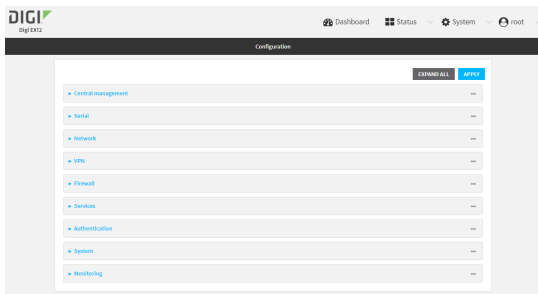 DIGI
Digi EX12
Dashboard Status System root
Configuration
EXPAND ALL APPLY
Central management
Serial
Network
VPN
Firewall
Services
Authentication
System
Monitoring